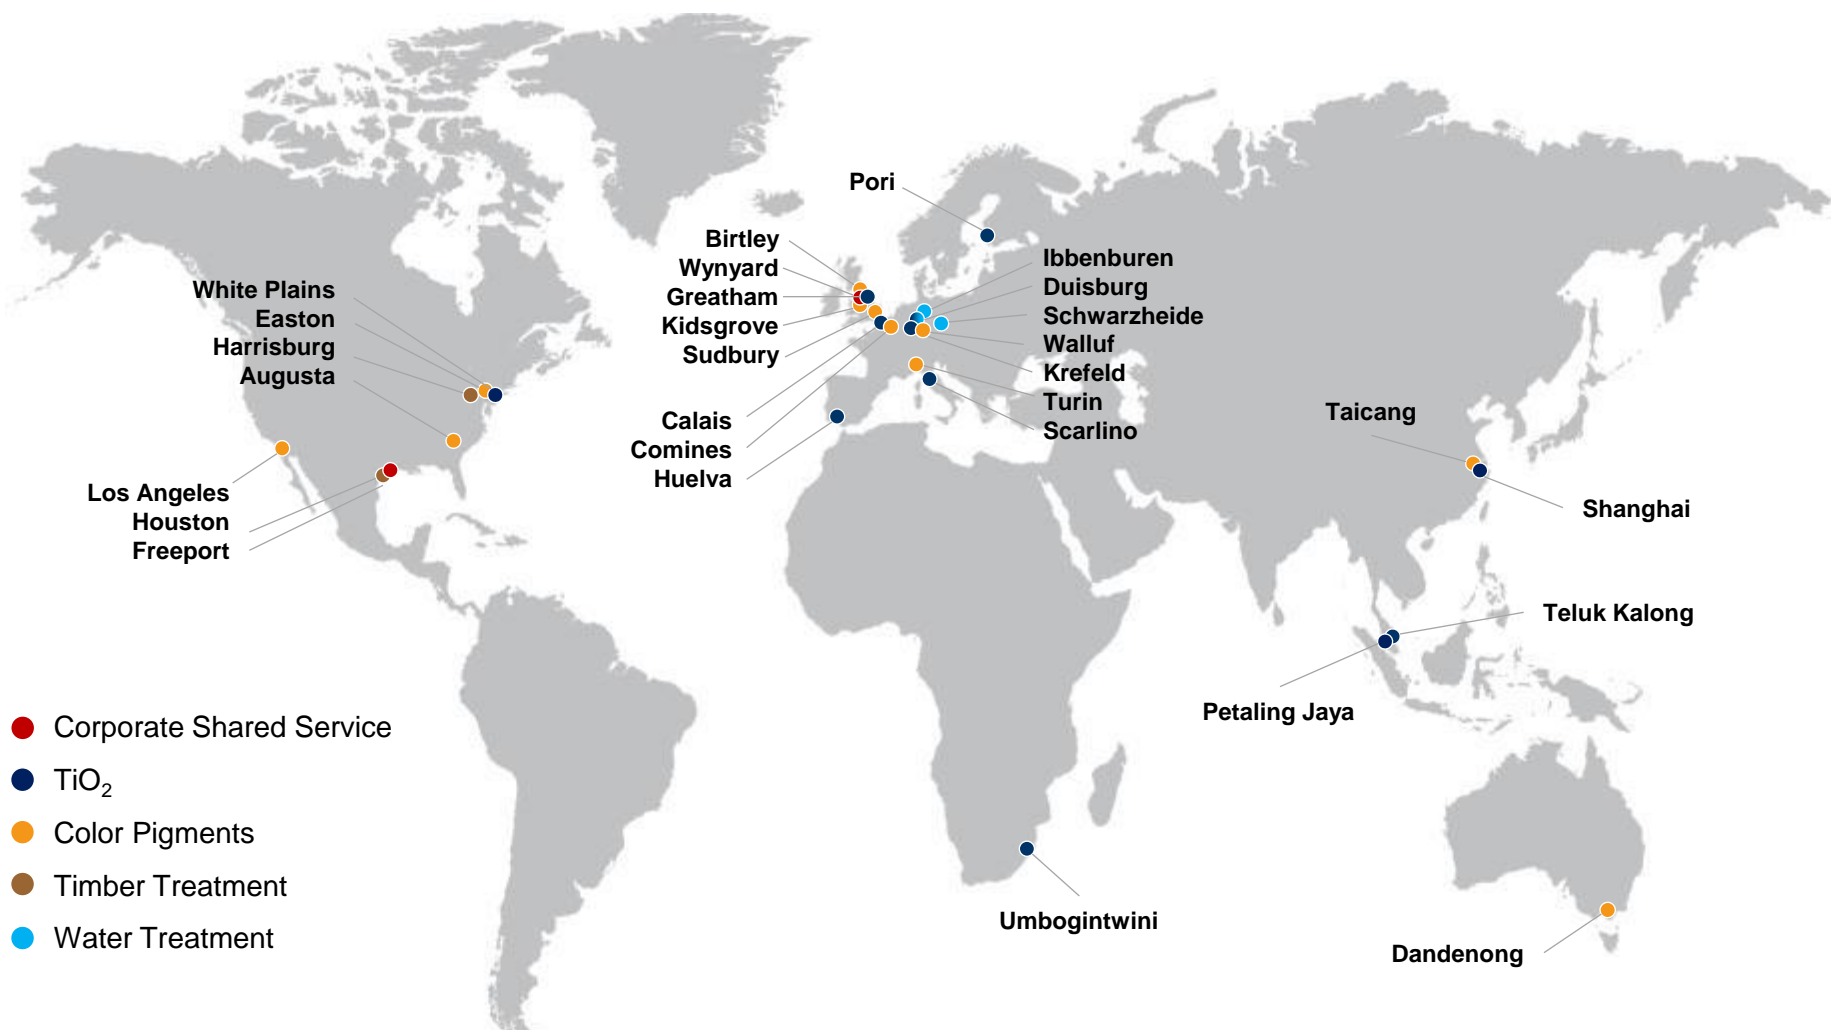 Pori
Birtley
Wynyard
Greatham
Kidsgrove
Sudbury
Ibbenburen
Duisburg
Schwarzheide
Walluf
Krefeld
Turin
Scarlino
White Plains
Easton
Harrisburg
Augusta
Calais
Comines
Huelva
Taicang
Los Angeles
Houston
Freeport
Shanghai
Teluk Kalong
Petaling Jaya
Corporate Shared Service
TiO₂
Color Pigments
Timber Treatment
Water Treatment
Umbogintwini
Dandenong